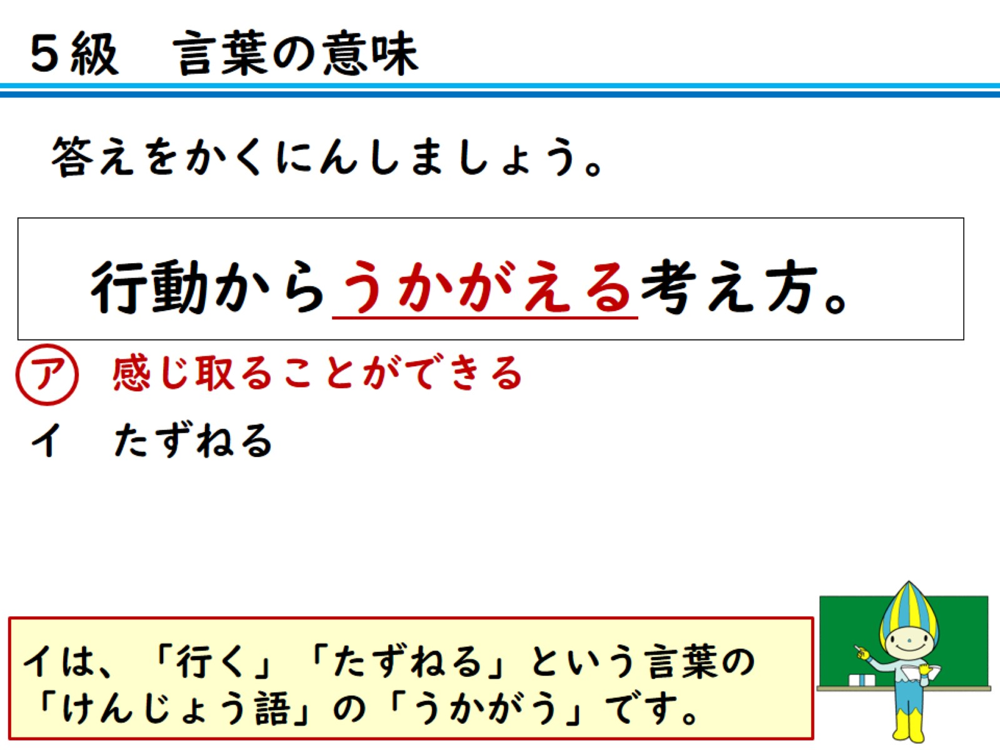 ５級　言葉の意味
答えをかくにんしましょう。
行動からうかがえる考え方。
ア　感じ取ることができる
イ　たずねる
イは、「行く」「たずねる」という言葉の
「けんじょう語」の「うかがう」です。